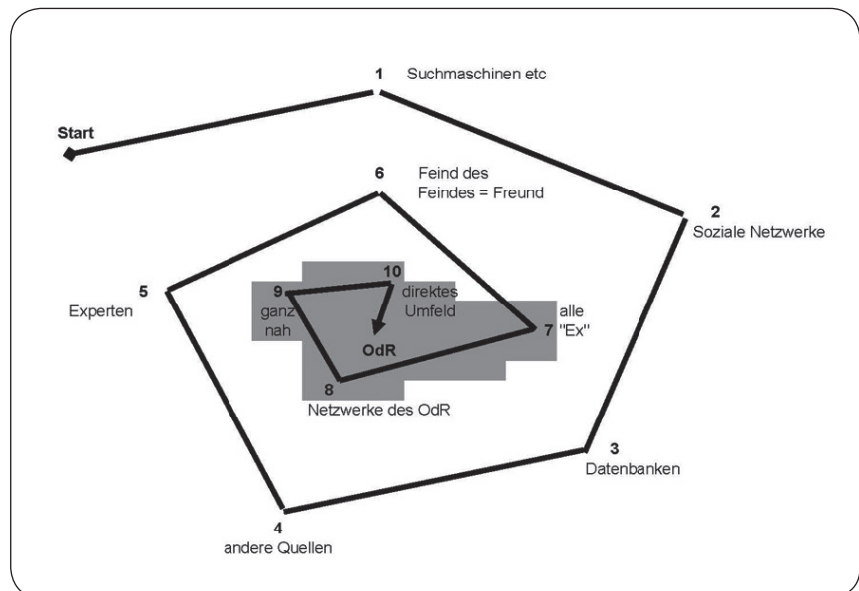 Start
1 Suchmaschinen etc
2
Soziale Netzwerke
3
Datenbanken
4
andere Quellen
5
Experten
6 Feind des
Feindes = Freund
7 alle
"Ex"
8
Netzwerke des OdR
9
ganz
nah
10
direktes
Umfeld
OdR